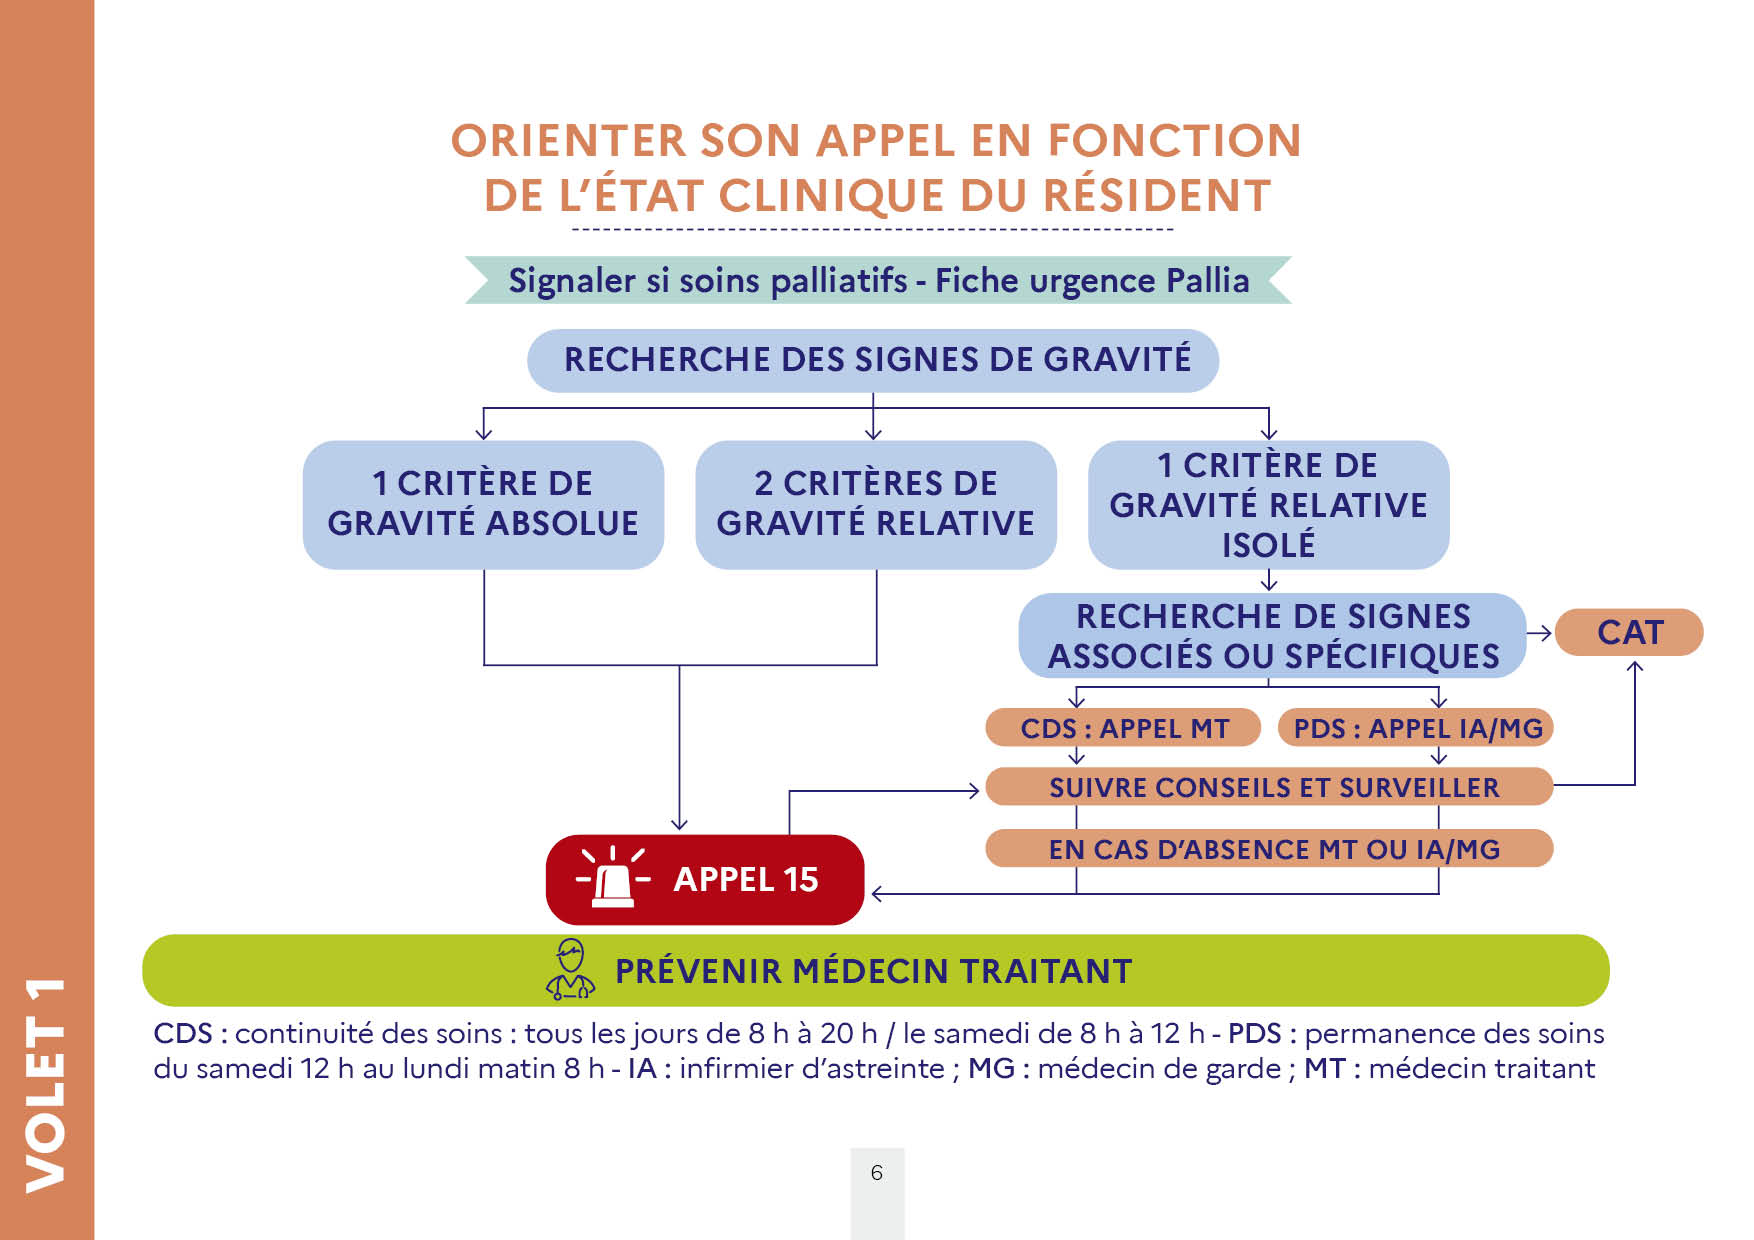 ORIENTER SON APPEL EN FONCTION
DE L’ÉTAT CLINIQUE DU RÉSIDENT
Signaler si soins palliatifs - Fiche urgence Pallia
RECHERCHE DES SIGNES DE GRAVITÉ
1 CRITÈRE DE
GRAVITÉ ABSOLUE
2 CRITÈRES DE
GRAVITÉ RELATIVE
1 CRITÈRE DE
GRAVITÉ RELATIVE
ISOLÉ
RECHERCHE DE SIGNES
ASSOCIÉS OU SPÉCIFIQUES
CAT
CDS : APPEL MT
PDS : APPEL IA/MG
SUIVRE CONSEILS ET SURVEILLER
EN CAS D’ABSENCE MT OU IA/MG
APPEL 15
PRÉVENIR MÉDECIN TRAITANT
CDS : continuité des soins : tous les jours de 8 h à 20 h / le samedi de 8 h à 12 h - PDS : permanence des soins
du samedi 12 h au lundi matin 8 h - IA : infirmier d’astreinte ; MG : médecin de garde ; MT : médecin traitant
VOLET 1
6